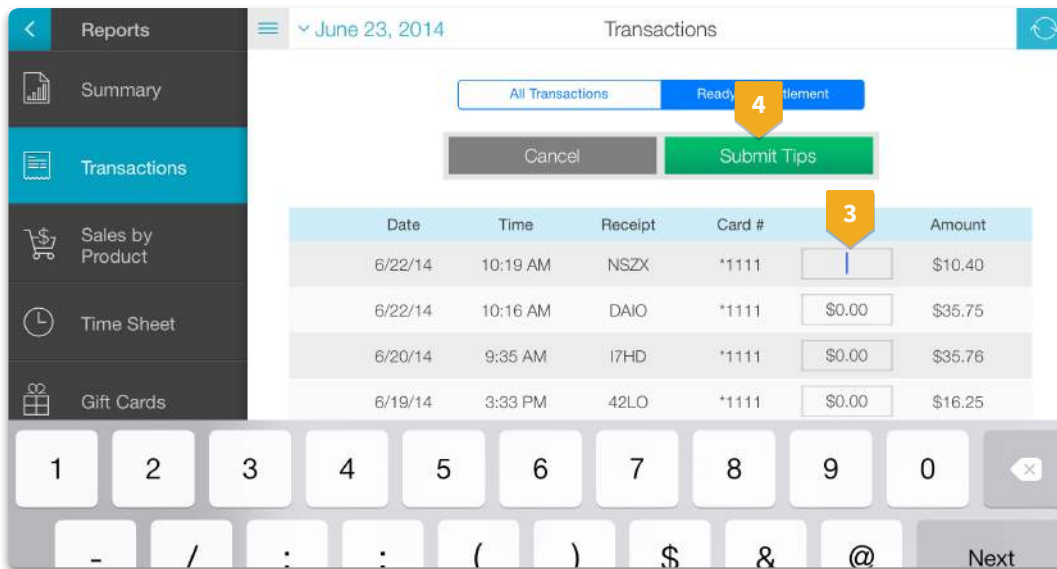 Reports
June 23, 2014
Transactions
Summary
All Transactions
Ready tlement
4
Cancel
Submit Tips
Transactions
3
Date Time Receipt Card # Amount
Sales by
Product
6/22/14 10:19 AM NSZX *1111 $10.40
6/22/14 10:16 AM DAIO *1111 $0.00 $35.75
Time Sheet
6/20/14 9:35 AM I7HD *1111 $0.00 $35.76
Gift Cards
6/19/14 3:33 PM 42LO *1111 $0.00 $16.25
1 2 3 4 5 6 7 8 9 0
- / : ( ) $ & @ Next